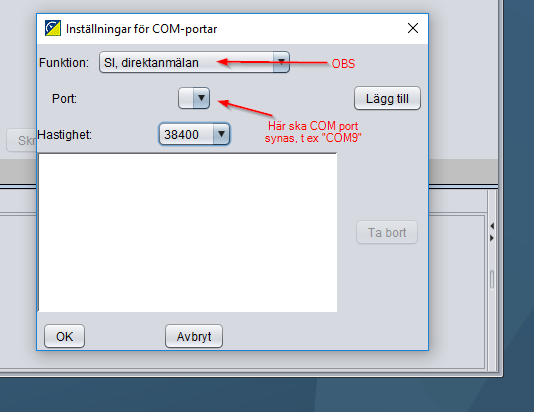 Inställningar för COM-portar
Funktion: SI, direktanmälan OBS
Port: Lägg till
Här ska COM port
synas, t ex "COM9"
Skr
Hastighet: 38400
Ta bort
OK Avbryt